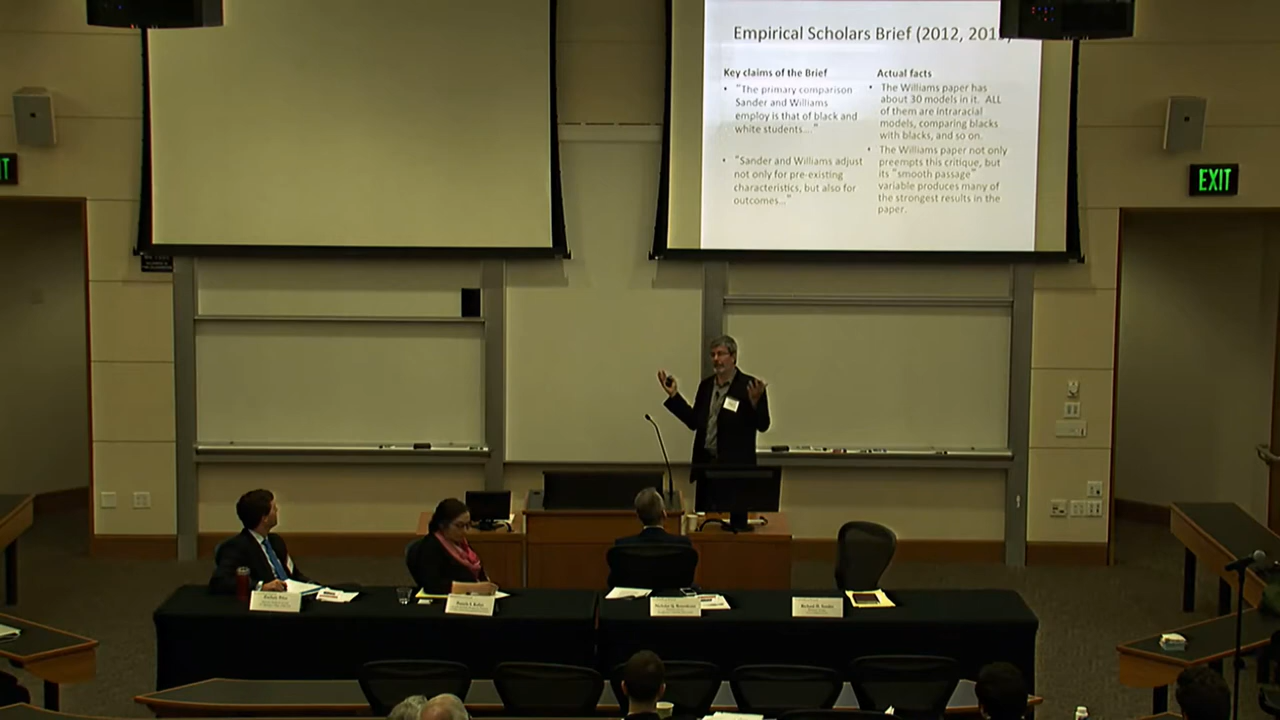 Empirical Scholars Brief (2012, 201
Key claims of the Brief
• "The primary comparison
Sander and Williams
employ is that of black and
white students…."
• "Sander and Williams adjust
not only for pre-existing
characteristics, but also for
outcomes…"
Actual facts
• The Williams paper has
about 30 models in it. ALL
of them are intraracial
models, comparing blacks
with blacks, and so on.
• The Williams paper not only
preempts this critique, but
its "smooth passage"
variable produces many of
the strongest results in the
paper.
EXIT
IT
Richard H. Sander